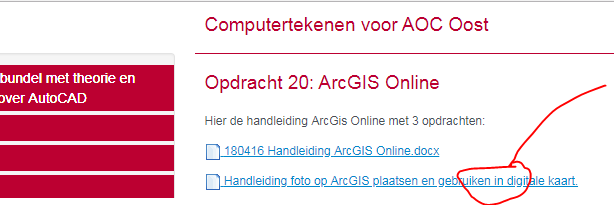 Computertekenen voor AOC Oost
bundel met theorie en
over AutoCAD
Opdracht 20: ArcGIS Online
Hier de handleiding ArcGis Online met 3 opdrachten:
180416 Handleiding ArcGIS Online.docx
Handleiding foto op ArcGIS plaatsen en gebruiken in digitale kaart.